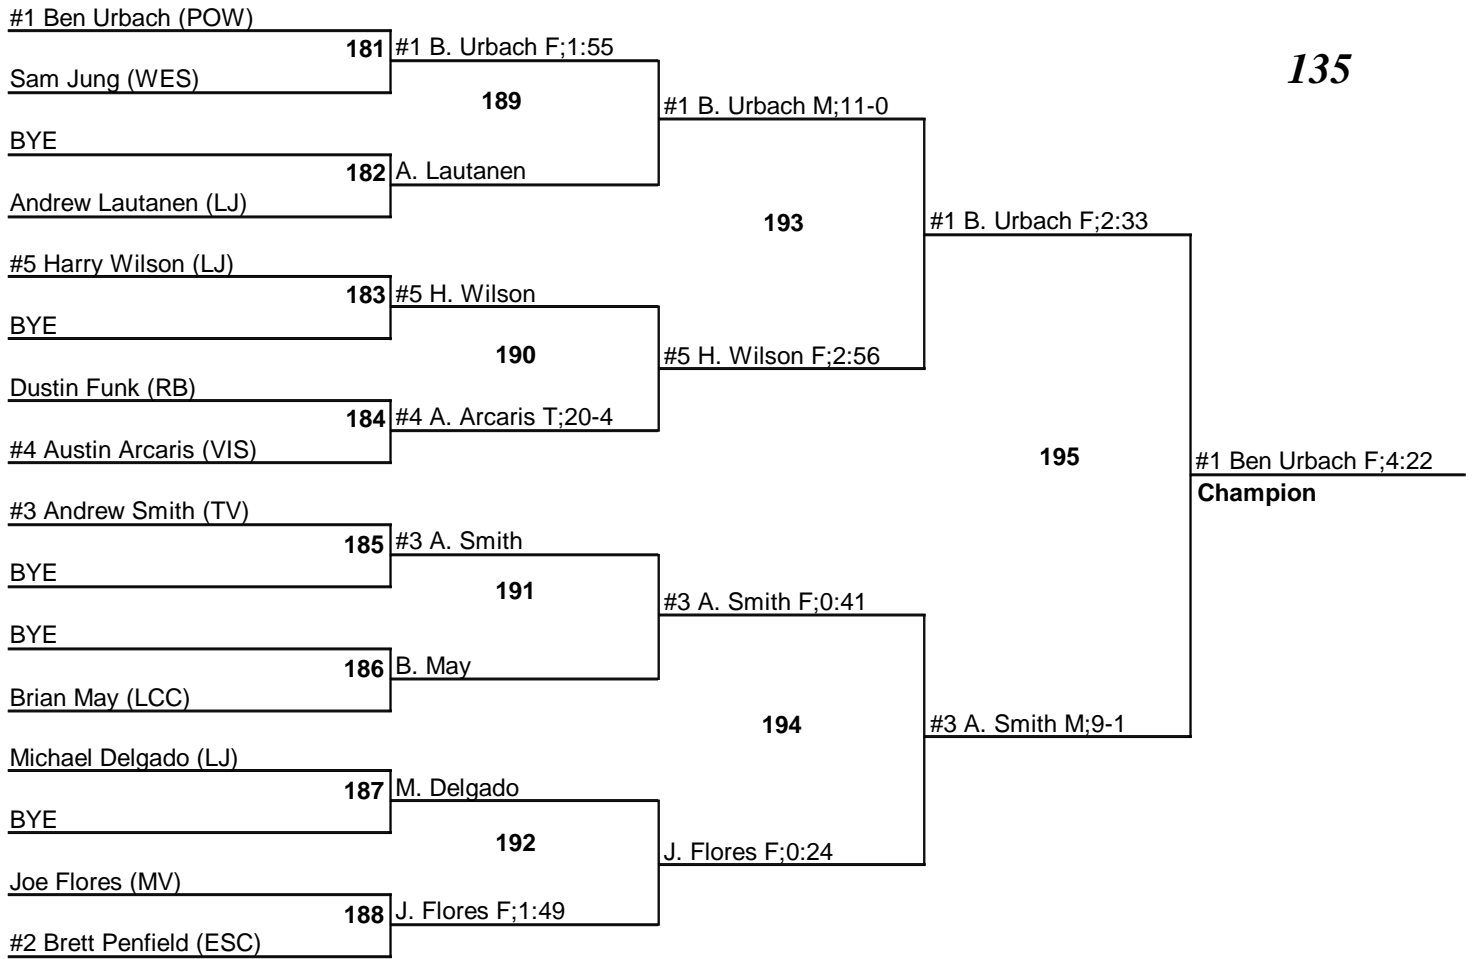 #1 Ben Urbach (POW)
181 #1 B. Urbach F;1:55
135
Sam Jung (WES)
189
#1 B. Urbach M;11-0
BYE
182 A. Lautanen
Andrew Lautanen (LJ)
193
#1 B. Urbach F;2:33
#5 Harry Wilson (LJ)
183 #5 H. Wilson
BYE
190
#5 H. Wilson F;2:56
Dustin Funk (RB)
184 #4 A. Arcaris T;20-4
#4 Austin Arcaris (VIS)
195
#1 Ben Urbach F;4:22
Champion
#3 Andrew Smith (TV)
185 #3 A. Smith
BYE
191
#3 A. Smith F;0:41
BYE
186 B. May
Brian May (LCC)
194
#3 A. Smith M;9-1
Michael Delgado (LJ)
187 M. Delgado
BYE
192
J. Flores F;0:24
Joe Flores (MV)
188 J. Flores F;1:49
#2 Brett Penfield (ESC)